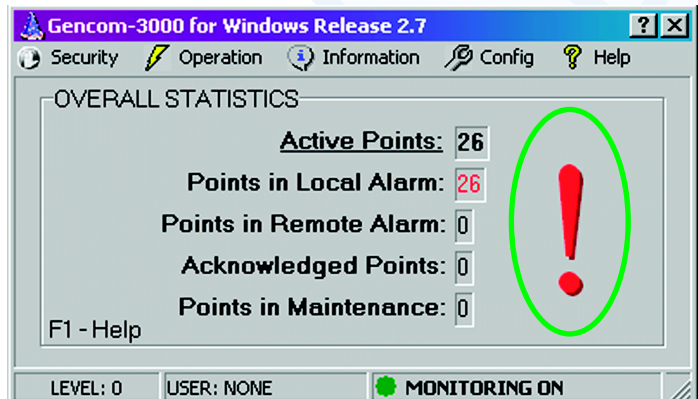 Gencom-3000 for Windows Release 2.7
Security Operation Information Config Help
OVERALL STATISTICS
Active Points: 26
Points in Local Alarm: 26
Points in Remote Alarm: 0
Acknowledged Points: 0
Points in Maintenance: 0
F1 - Help
LEVEL: 0 USER: NONE MONITORING ON